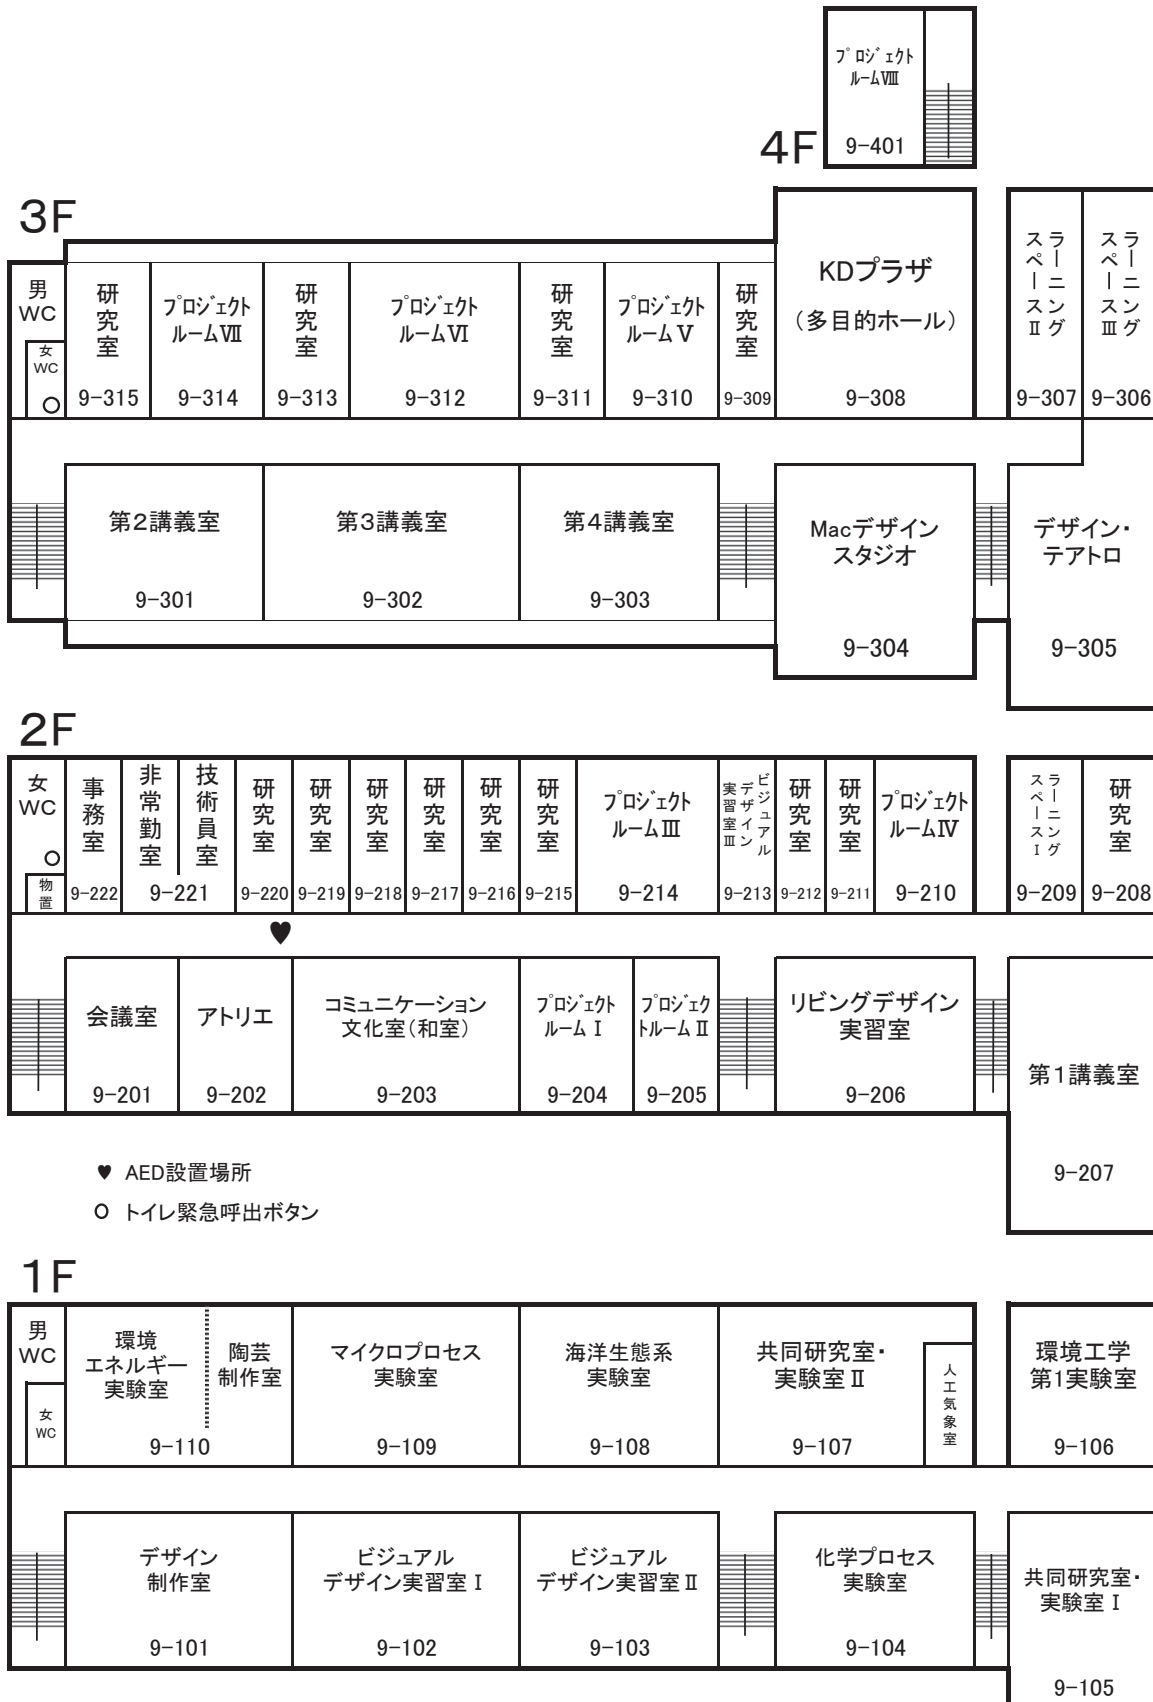 プロジェクト
ルームⅧ
9-401
4F
3F
男
WC
女
WC
研究室
9-315
プロジェクト
ルームⅦ
9-314
研究室
9-313
プロジェクト
ルームⅥ
9-312
研究室
9-311
プロジェクト
ルームⅤ
9-310
研究室
9-309
KDプラザ
（多目的ホール）
9-308
ラーニング
スペースⅡ
9-307
ラーニング
スペースⅢ
9-306
第2講義室
9-301
第3講義室
9-302
第4講義室
9-303
Macデザイン
スタジオ
9-304
デザイン・
テアトロ
9-305
2F
女
WC
物置
事務室
9-222
非常勤室
技術員室
9-221
研究室
9-220
研究室
9-219
研究室
9-218
研究室
9-217
研究室
9-216
研究室
9-215
プロジェクト
ルームⅢ
9-214
ビジュアル
デザイン
実習室Ⅲ
9-213
研究室
9-212
研究室
9-211
プロジェクト
ルームⅣ
9-210
ラーニング
スペースⅠ
9-209
研究室
9-208
会議室
9-201
アトリエ
9-202
コミュニケーション
文化室（和室）
9-203
プロジェクト
ルームⅠ
9-204
プロジェク
トルームⅡ
9-205
リビングデザイン
実習室
9-206
第1講義室
9-207
♥ AED設置場所
○ トイレ緊急呼出ボタン
1F
男
WC
女
WC
環境
エネルギー
実験室
陶芸
制作室
9-110
マイクロプロセス
実験室
9-109
海洋生態系
実験室
9-108
共同研究室・
実験室Ⅱ
9-107
人工気象室
環境工学
第1実験室
9-106
デザイン
制作室
9-101
ビジュアル
デザイン実習室Ⅰ
9-102
ビジュアル
デザイン実習室Ⅱ
9-103
化学プロセス
実験室
9-104
共同研究室・
実験室Ⅰ
9-105